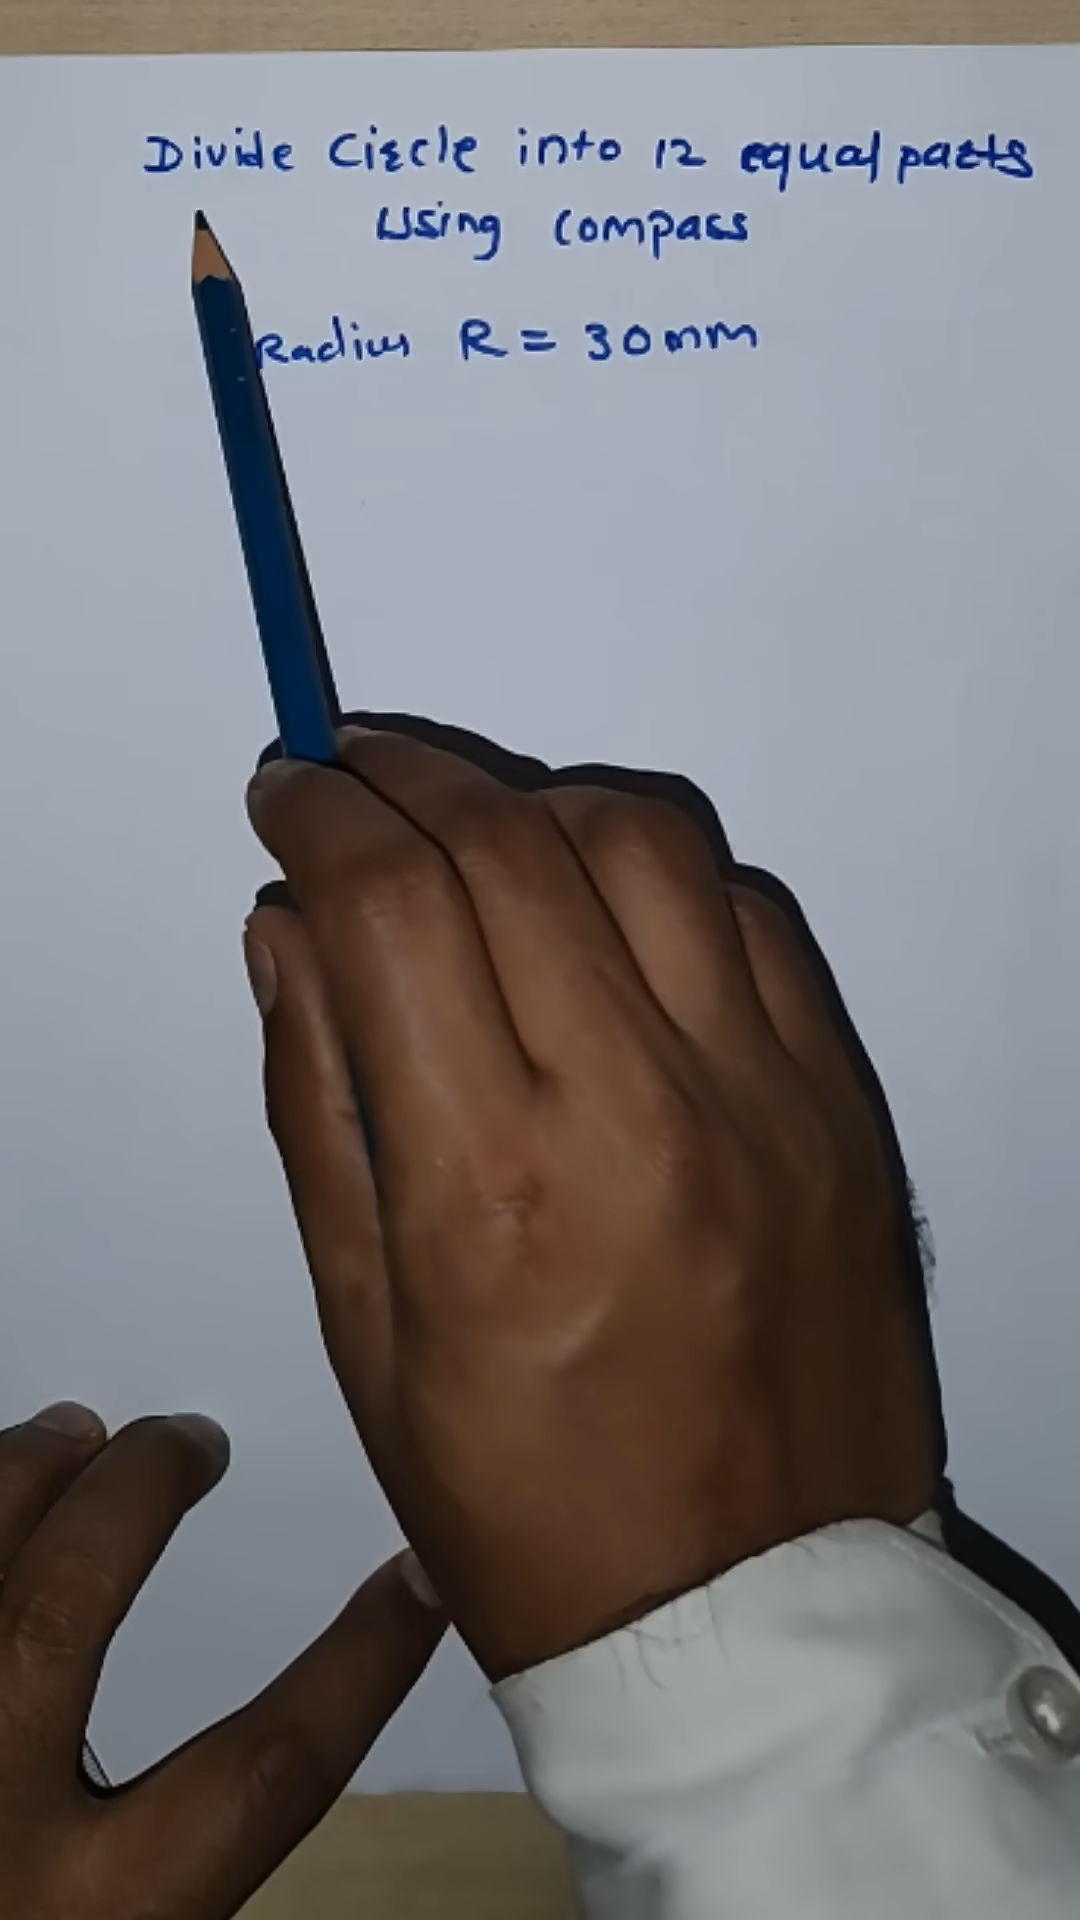 Divide Circle into 12 equal parts
Using Compass
Radius R = 30mm